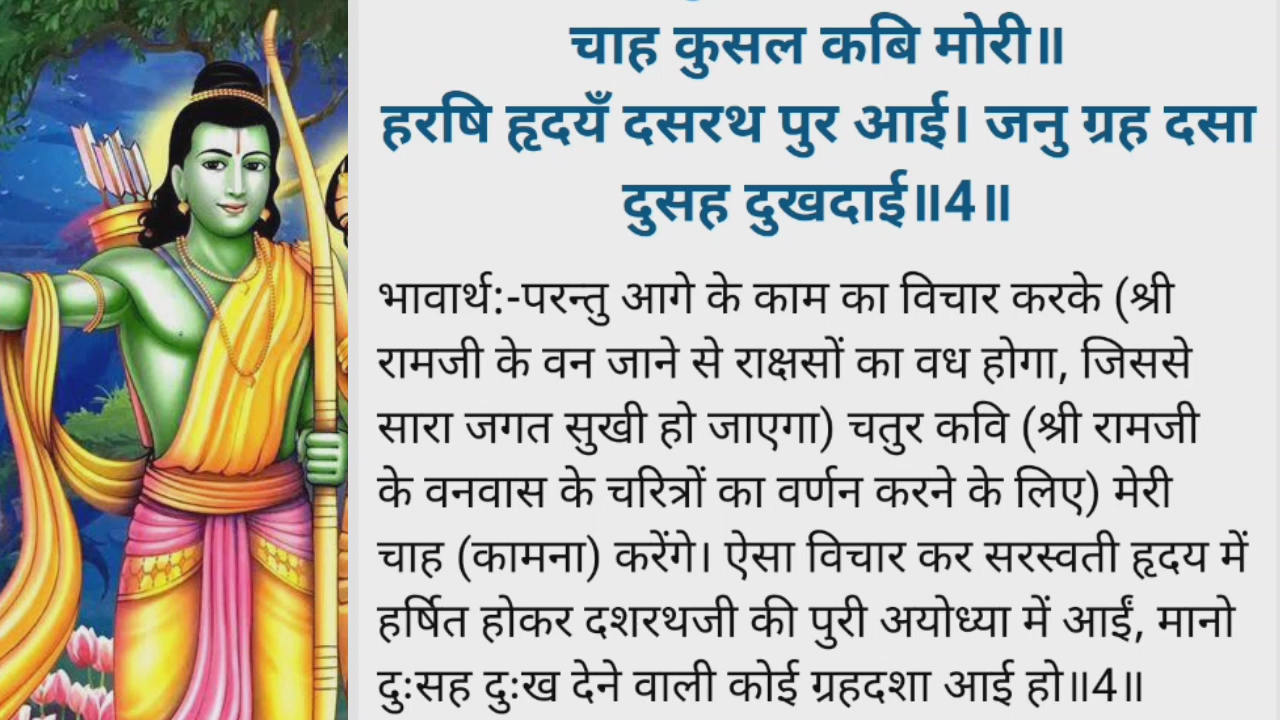 चाह कुसल कबि मोरी॥
हरषि हृदयँ दसरथ पुर आई। जनु ग्रह दसा
दुसह दुखदाई॥4॥
भावार्थ:-परन्तु आगे के काम का विचार करके (श्री
रामजी के वन जाने से राक्षसों का वध होगा, जिससे
सारा जगत सुखी हो जाएगा) चतुर कवि (श्री रामजी
के वनवास के चरित्रों का वर्णन करने के लिए) मेरी
चाह (कामना) करेंगे। ऐसा विचार कर सरस्वती हृदय में
हर्षित होकर दशरथजी की पुरी अयोध्या में आईं, मानो
दुःसह दुःख देने वाली कोई ग्रहदशा आई हो॥4॥